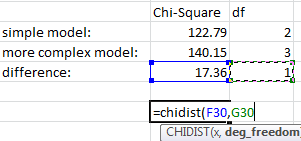 Chi-Square df
simple model: 122.79 2
more complex model: 140.15 3
difference: 17.36 1
=chidist(F30,G30
CHIDIST(x, deg_freedom)